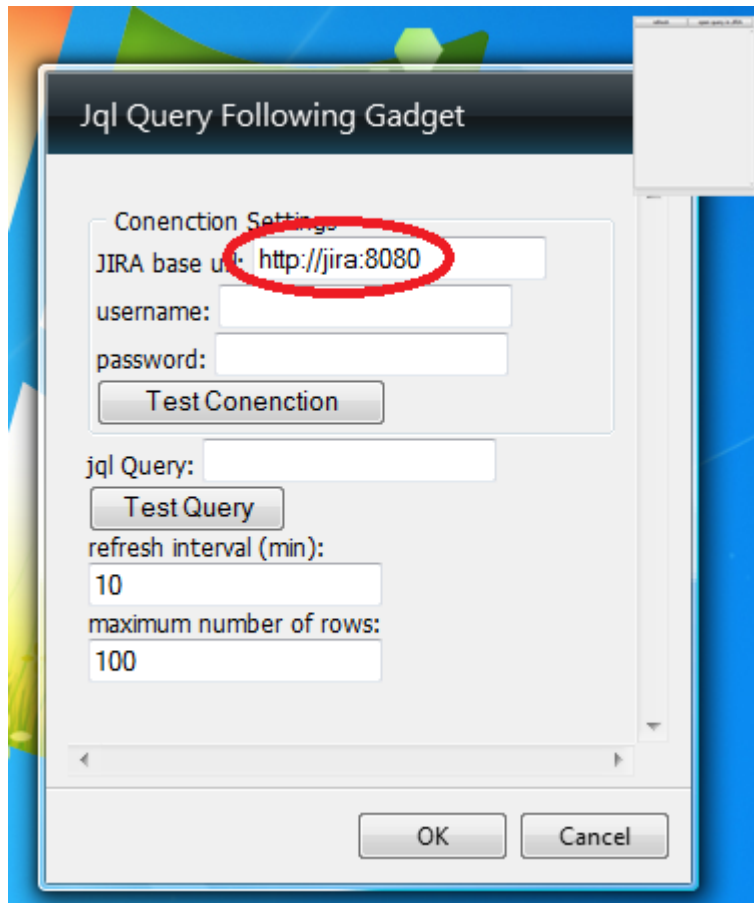 Jql Query Following Gadget
Conenction Settings
JIRA base url: http://jira:8080
username:
password:
Test Conenction
jql Query:
Test Query
refresh interval (min):
10
maximum number of rows:
100
OK Cancel